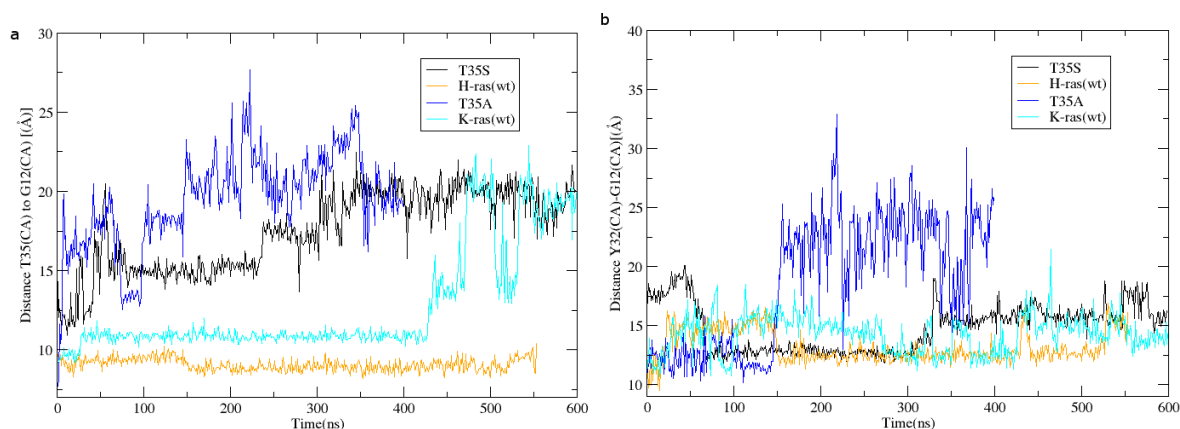 a
30
25
20
15
10
Distance T35(CA) to G12(CA) [(Å)]
T35S
H-ras(wt)
T35A
K-ras(wt)
0 100 200 300 400 500 600
Time(ns)
b
40
35
30
25
20
15
10
Distance Y32(CA)-G12(CA)[(Å)
T35S
H-ras(wt)
T35A
K-ras(wt)
0 100 200 300 400 500 600
Time(ns)